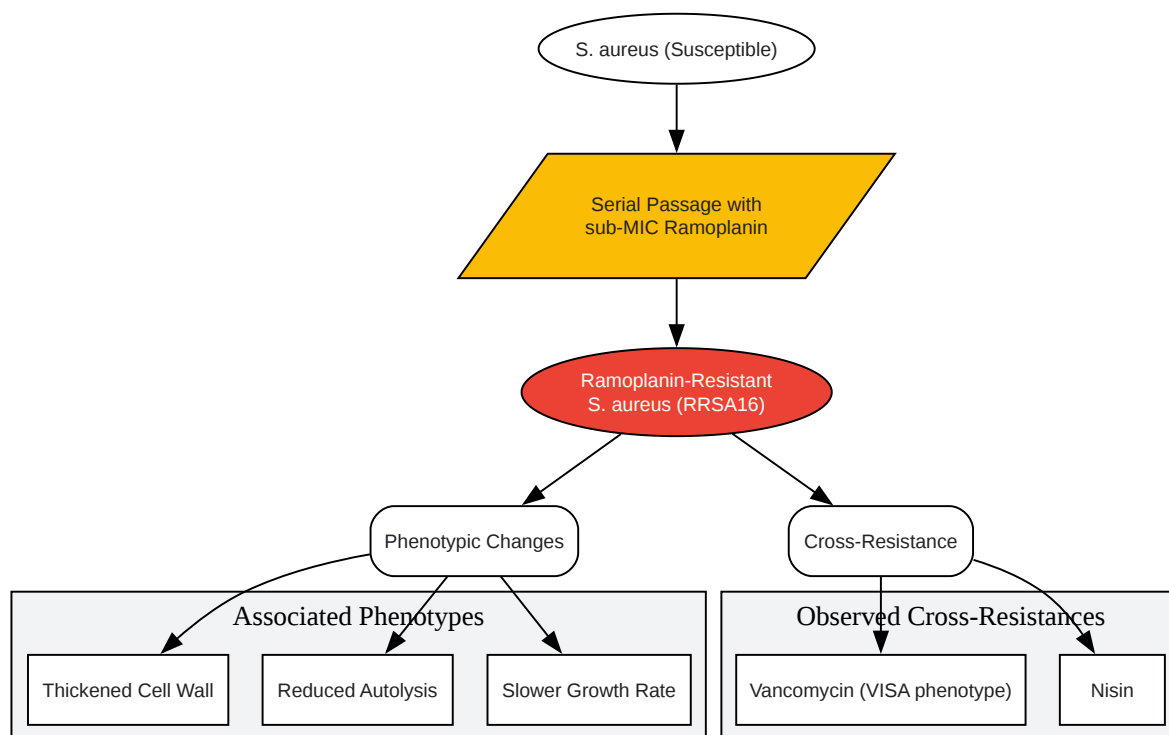 S. aureus (Susceptible)
Serial Passage with
sub-MIC Ramoplanin
Ramoplanin-Resistant
S. aureus (RRSA16)
Phenotypic Changes
Cross-Resistance
Associated Phenotypes
Observed Cross-Resistances
Thickened Cell Wall
Reduced Autolysis
Slower Growth Rate
Vancomycin (VISA phenotype)
Nisin